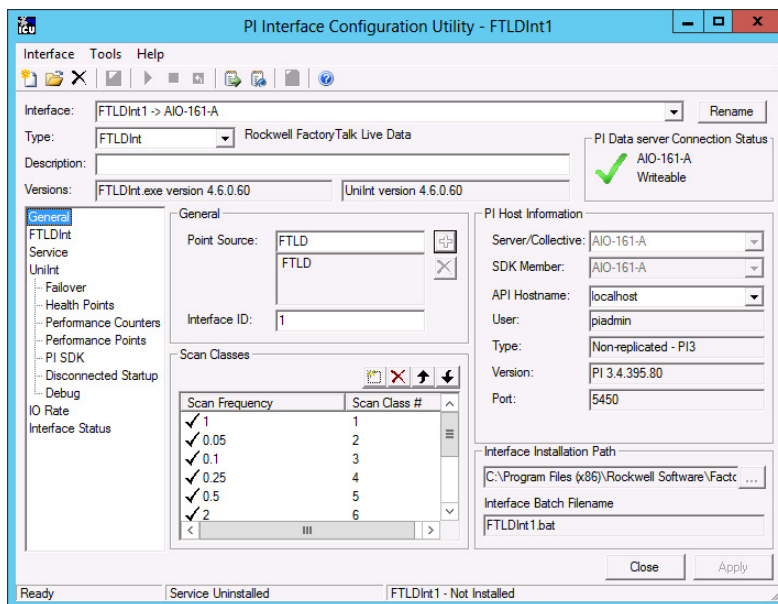 icu
PI Interface Configuration Utility - FTLDInt1
Interface Tools Help
Interface: FTLDInt1 -> AIO-161-A Rename
Type: FTLDInt Rockwell FactoryTalk Live Data
Description:
Versions: FTLDInt.exe version 4.6.0.60 UniInt version 4.6.0.60
PI Data server Connection Status
AIO-161-A
Writeable
General
FTLDInt
Service
UniInt
Failover
Health Points
Performance Counters
Performance Points
PI SDK
Disconnected Startup
Debug
IO Rate
Interface Status
General
Point Source: FTLD
FTLD
Interface ID: 1
Scan Classes
Scan Frequency Scan Class #
1 1
0.05 2
0.1 3
0.25 4
0.5 5
2 6
PI Host Information
Server/Collective: AIO-161-A
SDK Member: AIO-161-A
API Hostname: localhost
User: piadmin
Type: Non-replicated - PI3
Version: PI 3.4.395.80
Port: 5450
Interface Installation Path
C:\Program Files (x86)\Rockwell Software\Factc ...
Interface Batch Filename
FTLDInt1.bat
Close Apply
Ready Service Uninstalled FTLDInt1 - Not Installed